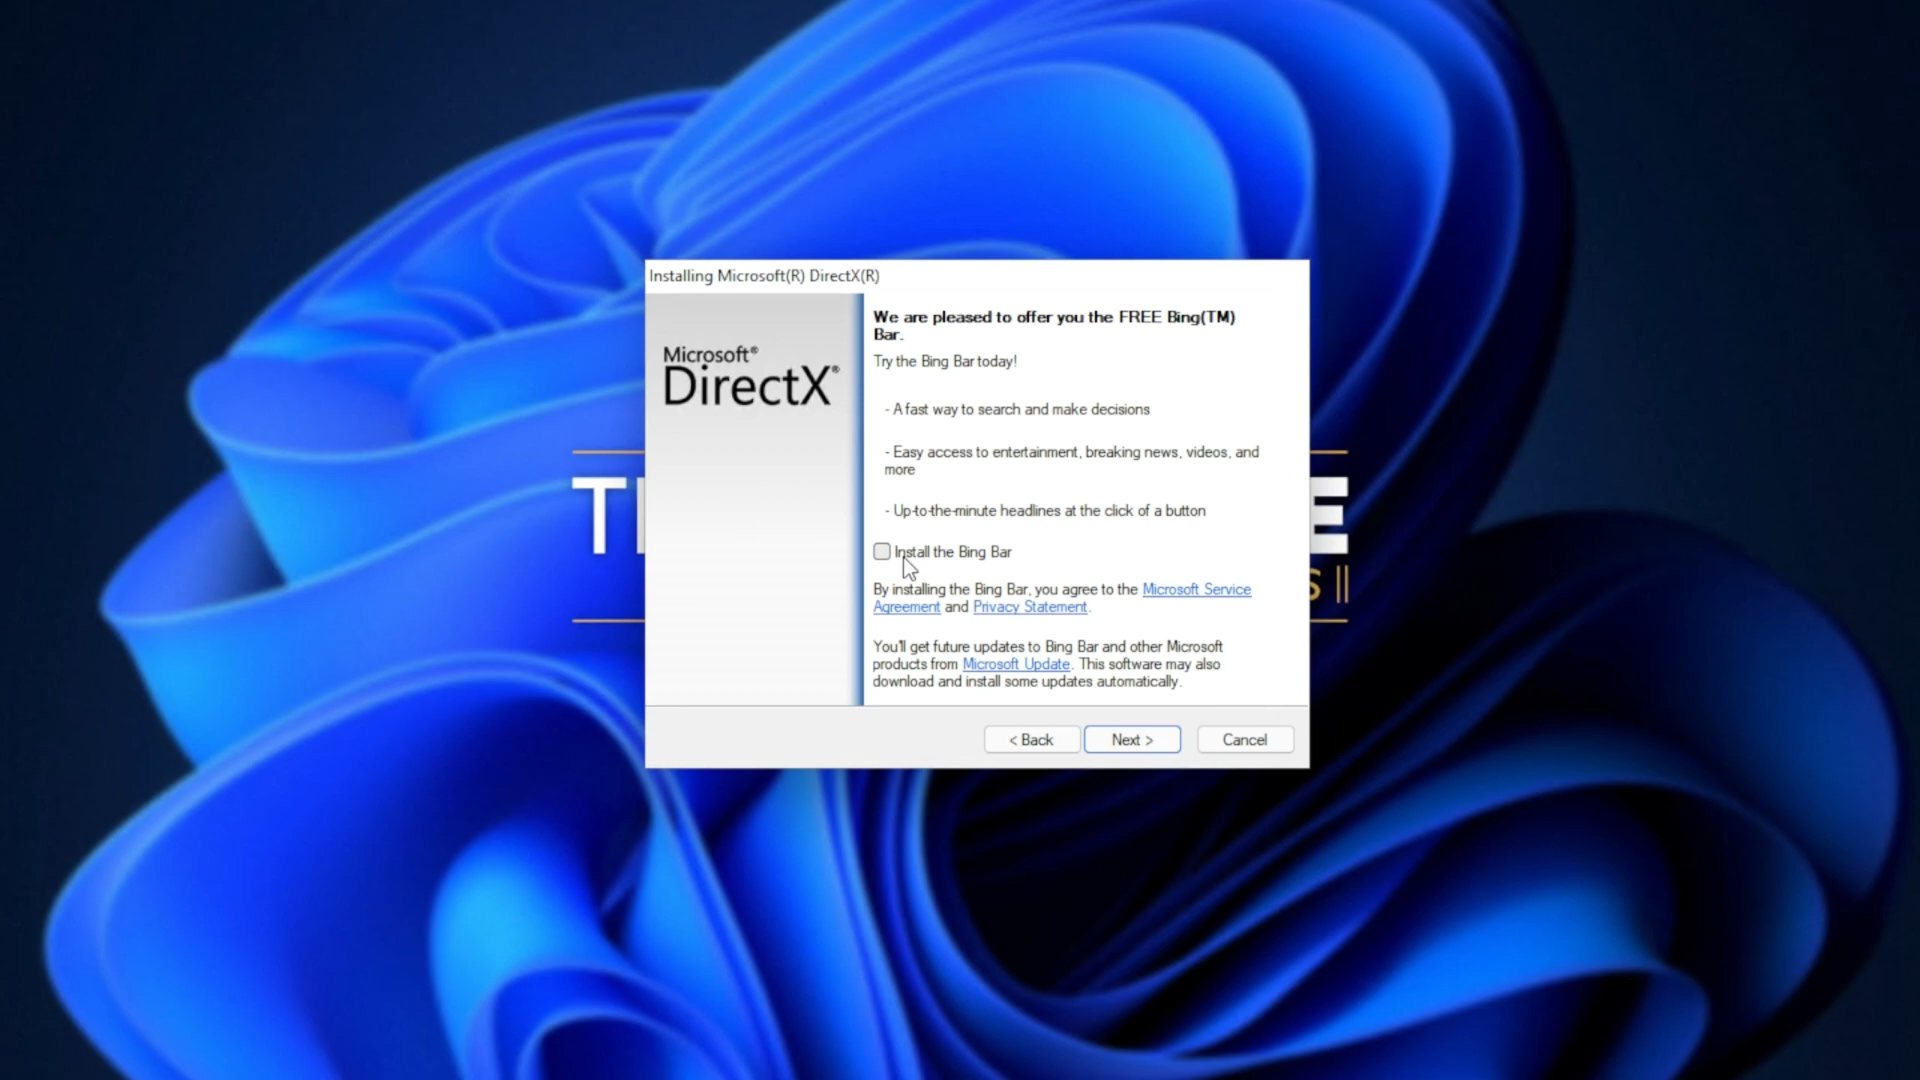 Installing Microsoft(R) DirectX(R)
Microsoft®
DirectX®
We are pleased to offer you the FREE Bing(TM)
Bar.
Try the Bing Bar today!
- A fast way to search and make decisions
- Easy access to entertainment, breaking news, videos, and
more
- Up-to-the-minute headlines at the click of a button
Install the Bing Bar
By installing the Bing Bar, you agree to the Microsoft Service
Agreement and Privacy Statement.
You'll get future updates to Bing Bar and other Microsoft
products from Microsoft Update. This software may also
download and install some updates automatically.
< Back
Next >
Cancel